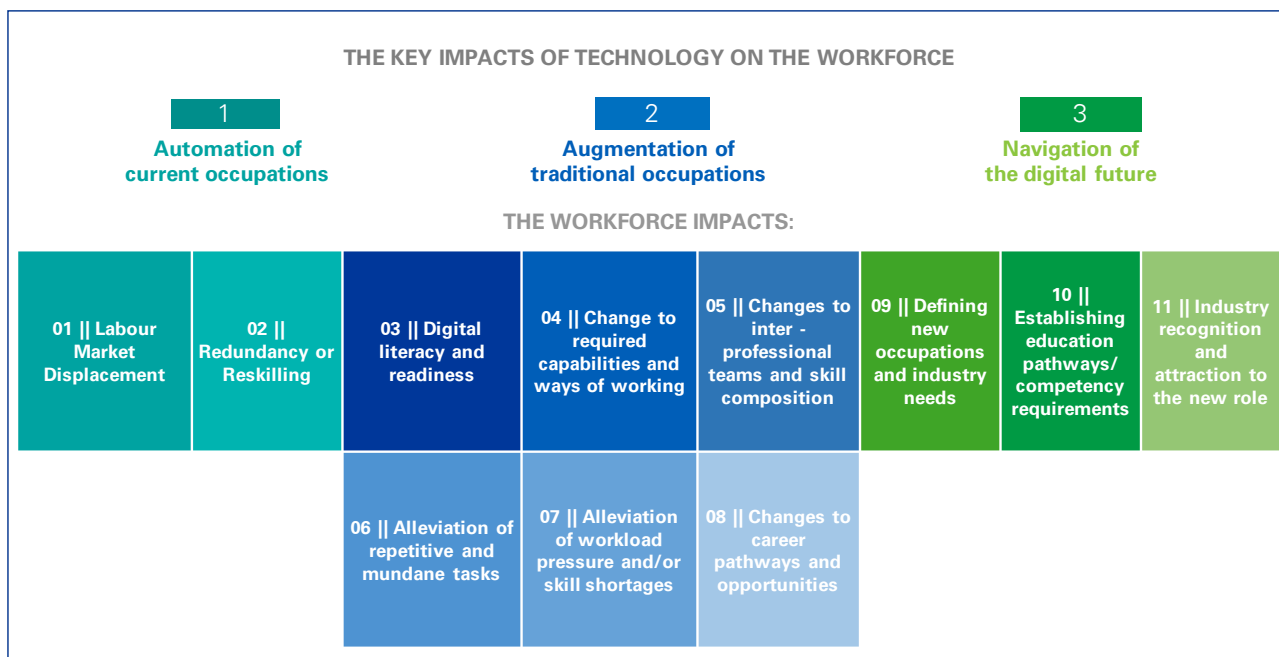 THE KEY IMPACTS OF TECHNOLOGY ON THE WORKFORCE
1
Automation of
current occupations
2
Augmentation of
traditional occupations
3
Navigation of
the digital future
THE WORKFORCE IMPACTS:
01 || Labour
Market
Displacement
02 ||
Redundancy or
Reskilling
03 || Digital
literacy and
readiness
04 || Change to
required
capabilities and
ways of working
05 || Changes to
inter -
professional
teams and skill
composition
09 || Defining
new
occupations
and industry
needs
10 ||
Establishing
education
pathways/
competency
requirements
11 || Industry
recognition
and
attraction to
the new role
06 || Alleviation of
repetitive and
mundane tasks
07 || Alleviation
of workload
pressure and/or
skill shortages
08 || Changes to
career
pathways and
opportunities